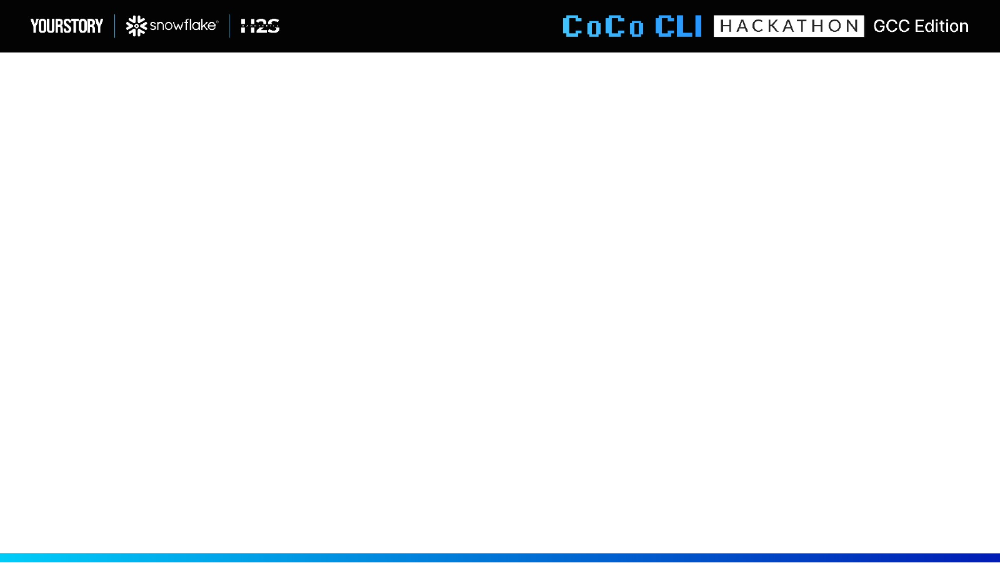 YOURSTORY snowflake H2S CoCo CLI HACKATHON GCC Edition